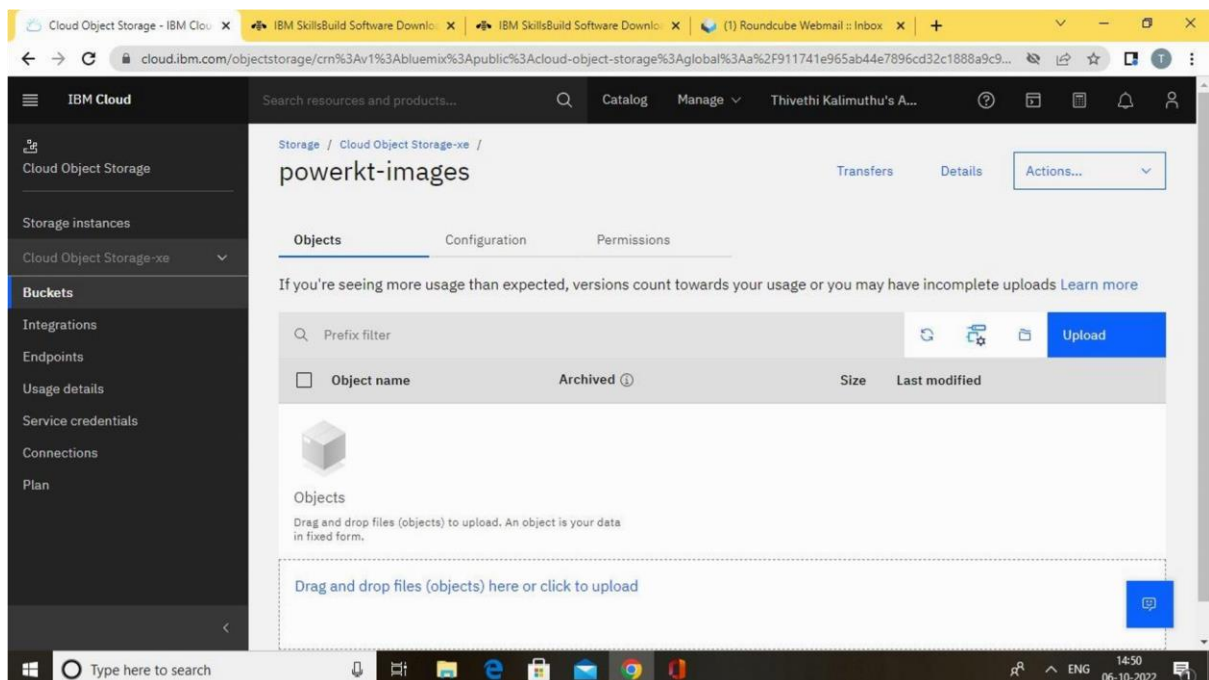 Cloud Object Storage - IBM Clou
IBM SkillsBuild Software Downlo
IBM SkillsBuild Software Downlo
(1) Roundcube Webmail :: Inbox
cloud.ibm.com/objectstorage/crn%3Av1%3Abluemix%3Apublic%3Acloud-object-storage%3Aglobal%3Aa%2F911741e965ab44e7896cd32c1888a9c9...
T
IBM Cloud
Search resources and products...
Catalog
Manage
Thivethi Kalimuthu's A...
Cloud Object Storage
Storage instances
Cloud Object Storage-xe
Buckets
Integrations
Endpoints
Usage details
Service credentials
Connections
Plan
Storage / Cloud Object Storage-xe /
powerkt-images
Transfers
Details
Actions...
Objects
Configuration
Permissions
If you're seeing more usage than expected, versions count towards your usage or you may have incomplete uploads Learn more
Prefix filter
Upload
Object name
Archived
Size
Last modified
Objects
Drag and drop files (objects) to upload. An object is your data
in fixed form.
Drag and drop files (objects) here or click to upload
Type here to search
ENG
14:50
06-10-2022